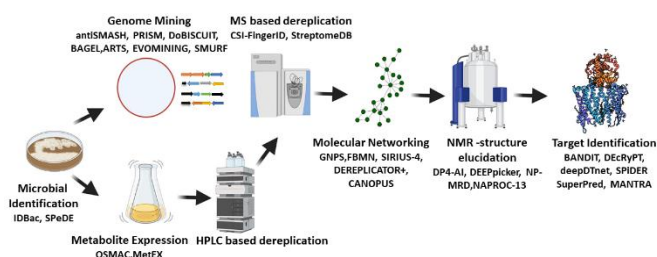 Genome Mining
antiSMASH, PRISM, DoBISCUIT,
BAGEL,ARTS, EVOMINING, SMURF
MS based dereplication
CSI-FingerID, StreptomeDB
Microbial
Identification
IDBac, SPeDE
Metabolite Expression
OSMAC,MetEX
HPLC based dereplication
Molecular Networking
GNPS,FBMN, SIRIUS-4,
DEREPLICATOR+,
CANOPUS
NMR -structure
elucidation
DP4-AI, DEEPpicker, NP-
MRD,NAPROC-13
Target Identification
BANDIT, DEcRyPT,
deepDTnet, SPIDER
SuperPred, MANTRA